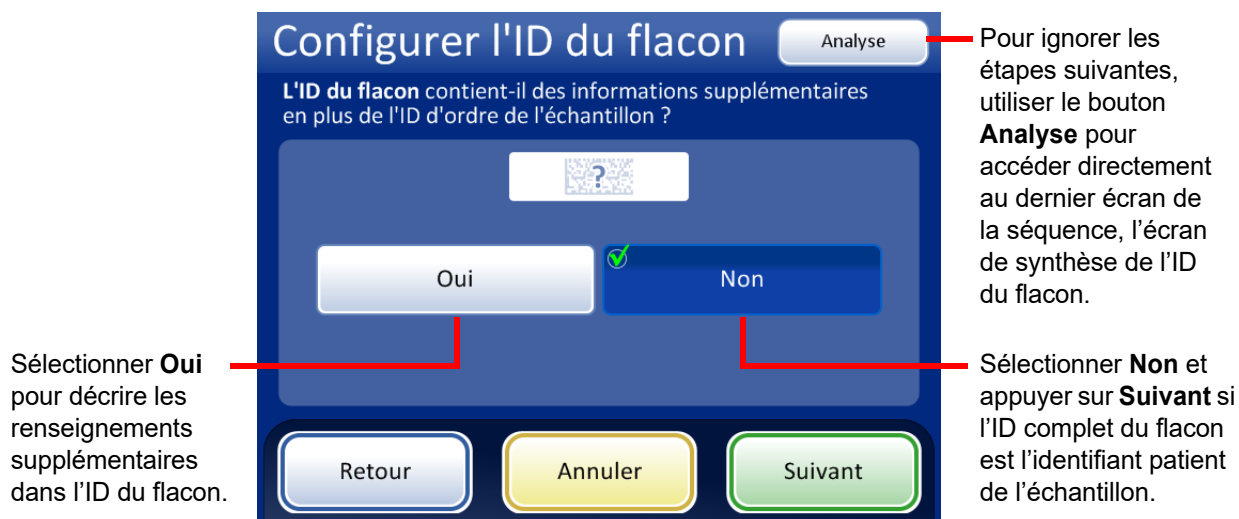 Configurer l'ID du flacon
Analyse
L'ID du flacon contient-il des informations supplémentaires
en plus de l'ID d'ordre de l'échantillon ?
?
Oui
Non
Retour
Annuler
Suivant
Pour ignorer les
étapes suivantes,
utiliser le bouton
Analyse pour
accéder directement
au dernier écran de
la séquence, l’écran
de synthèse de l’ID
du flacon.
Sélectionner Oui
pour décrire les
renseignements
supplémentaires
dans l’ID du flacon.
Sélectionner Non et
appuyer sur Suivant si
l’ID complet du flacon
est l’identifiant patient
de l’échantillon.